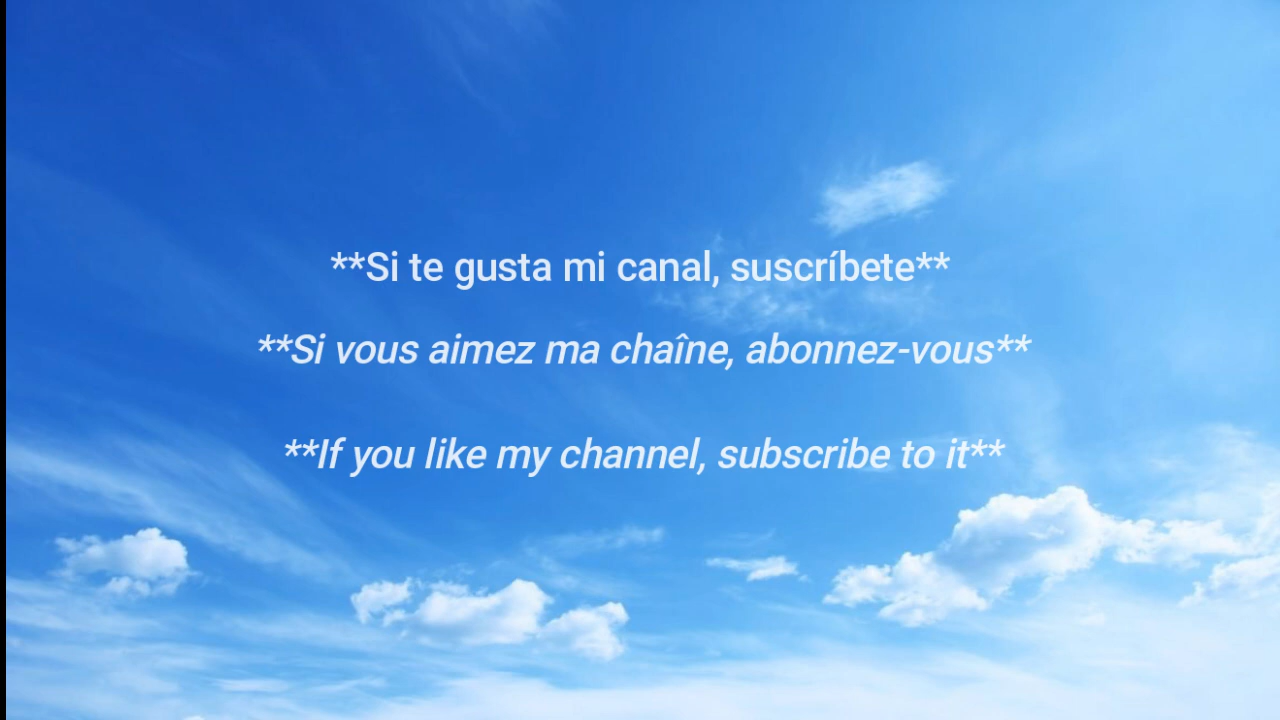 **Si te gusta mi canal, suscríbete**
**Si vous aimez ma chaîne, abonnez-vous**
**If you like my channel, subscribe to it**